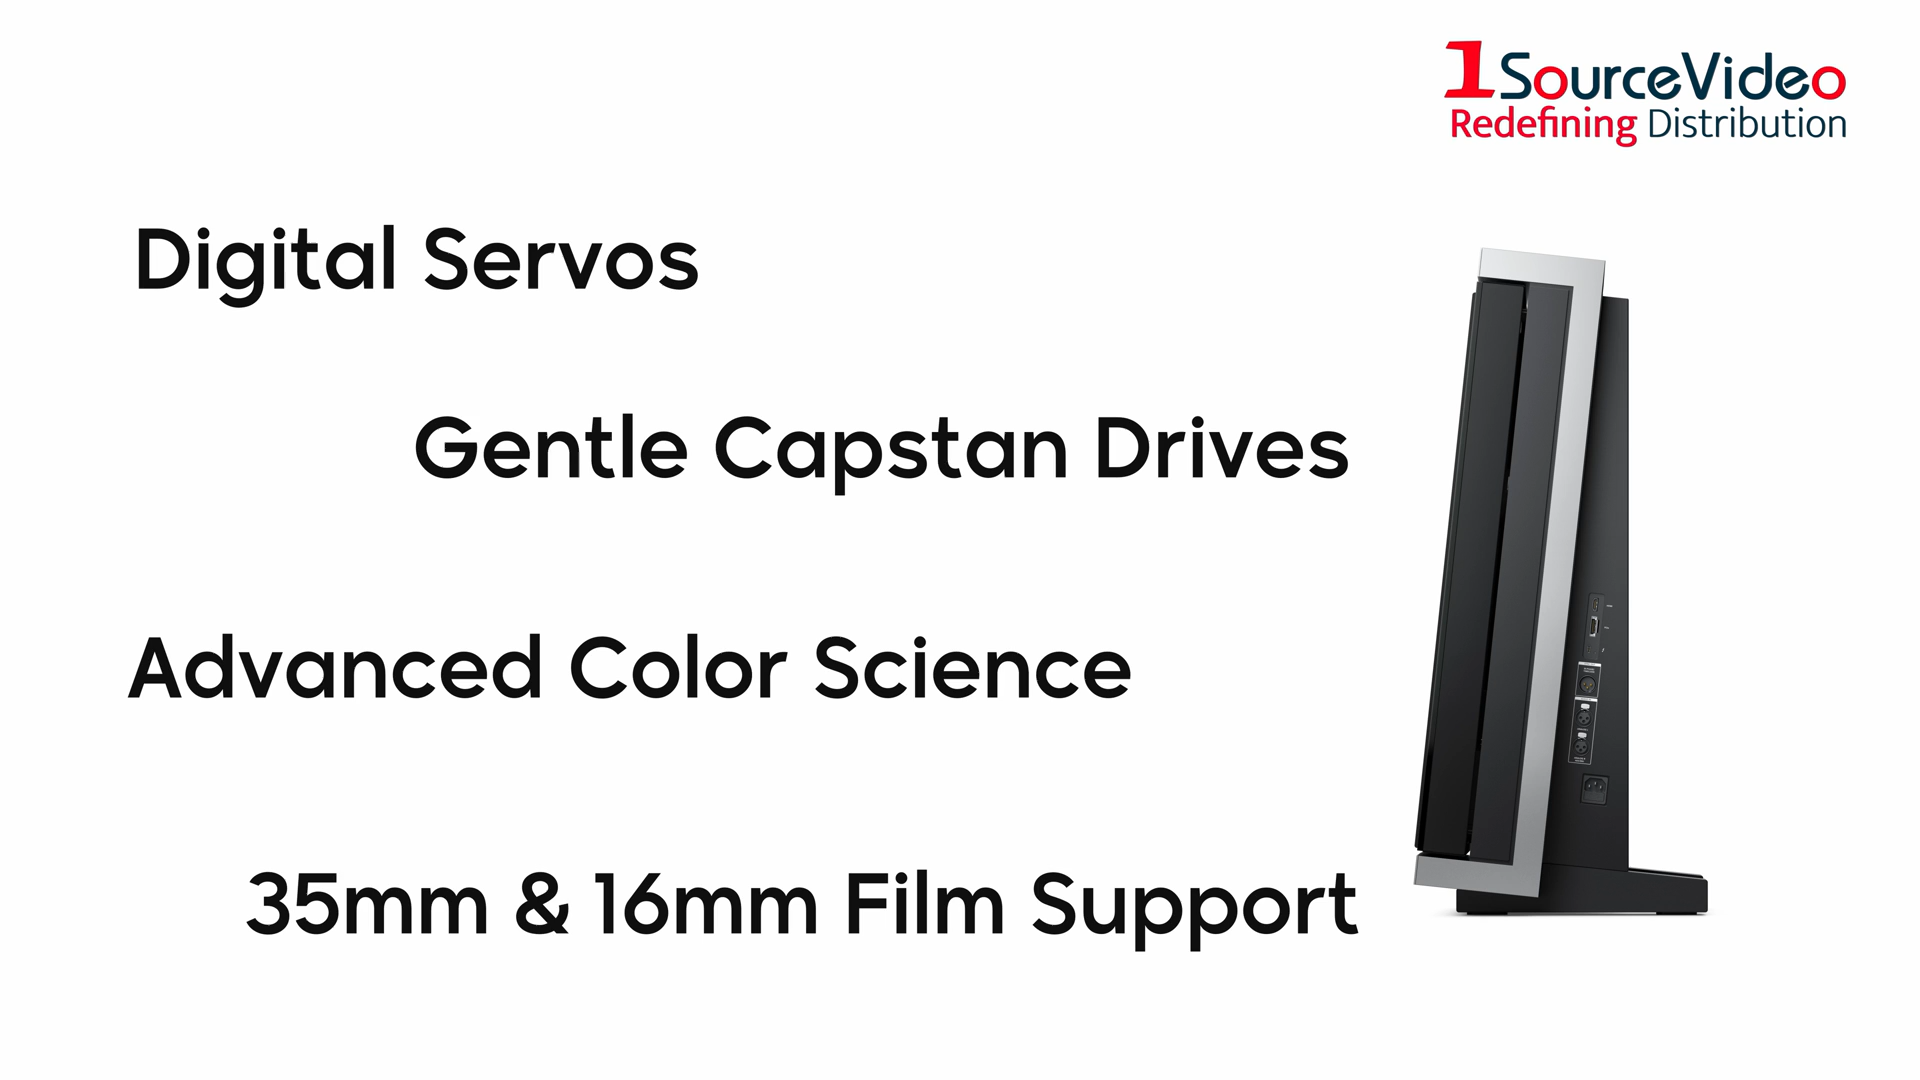 1SourceVideo
Redefining Distribution
Digital Servos
Gentle Capstan Drives
Advanced Color Science
35mm & 16mm Film Support